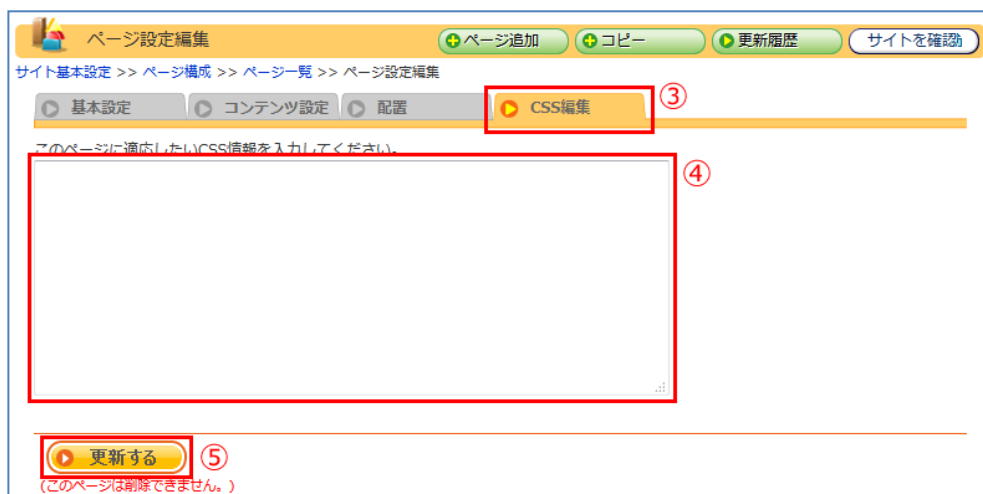 ページ設定編集 ページ追加 コピー 更新履歴 サイトを確認
サイト基本設定 >> ページ構成 >> ページ一覧 >> ページ設定編集
基本設定 コンテンツ設定 配置 CSS編集 ③
このページに適応したいCSS情報を入力してください。
④
更新する ⑤
(このページは削除できません。)